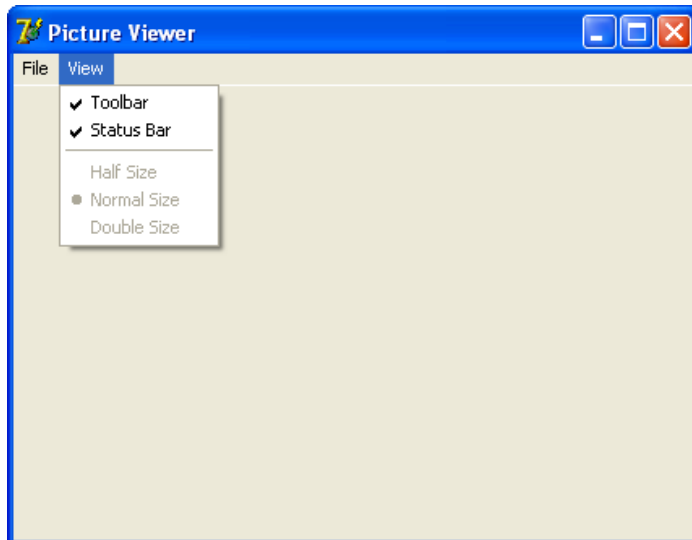 Picture Viewer
File View
Toolbar
Status Bar
Half Size
Normal Size
Double Size